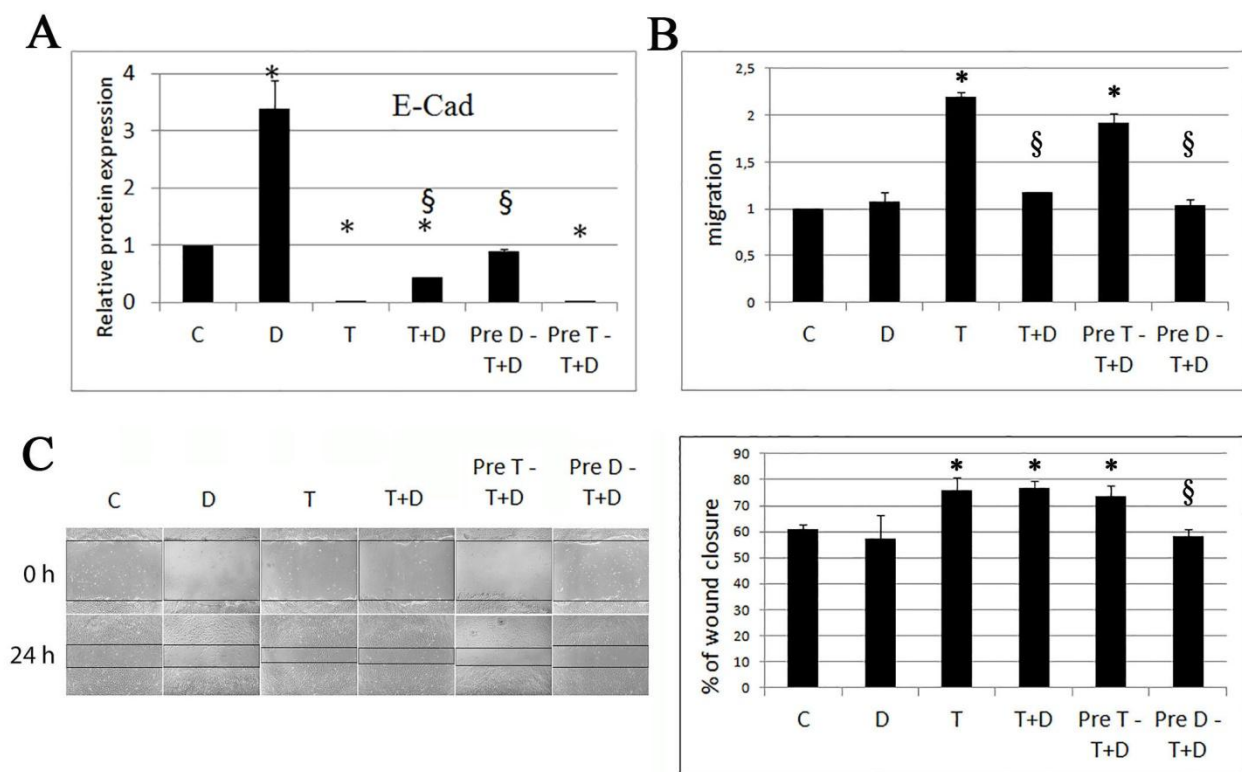 A
Relative protein expression
4
3
2
1
0
E-Cad
*
*
§
*
§
*
C
D
T
T+D
Pre D -
T+D
Pre T -
T+D
B
migration
2,5
2
1,5
1
0,5
0
*
§
*
§
C
D
T
T+D
Pre T -
T+D
Pre D -
T+D
C
C
D
T
T+D
Pre T -
T+D
Pre D -
T+D
0 h
24 h
% of wound closure
90
80
70
60
50
40
30
20
10
0
*
*
*
§
C
D
T
T+D
Pre T -
T+D
Pre D -
T+D